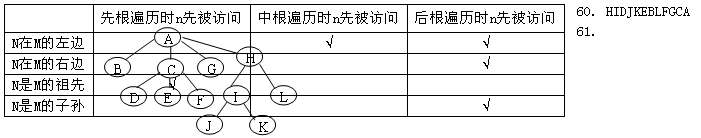 先根遍历时n先被访问 中根遍历时n先被访问 后根遍历时n先被访问
N在M的左边 √ √
N在M的右边 √
N是M的祖先 √
N是M的子孙 √
A
H
B C G
D E F I L
J K
60. HIDJKEBLFGCA
61.